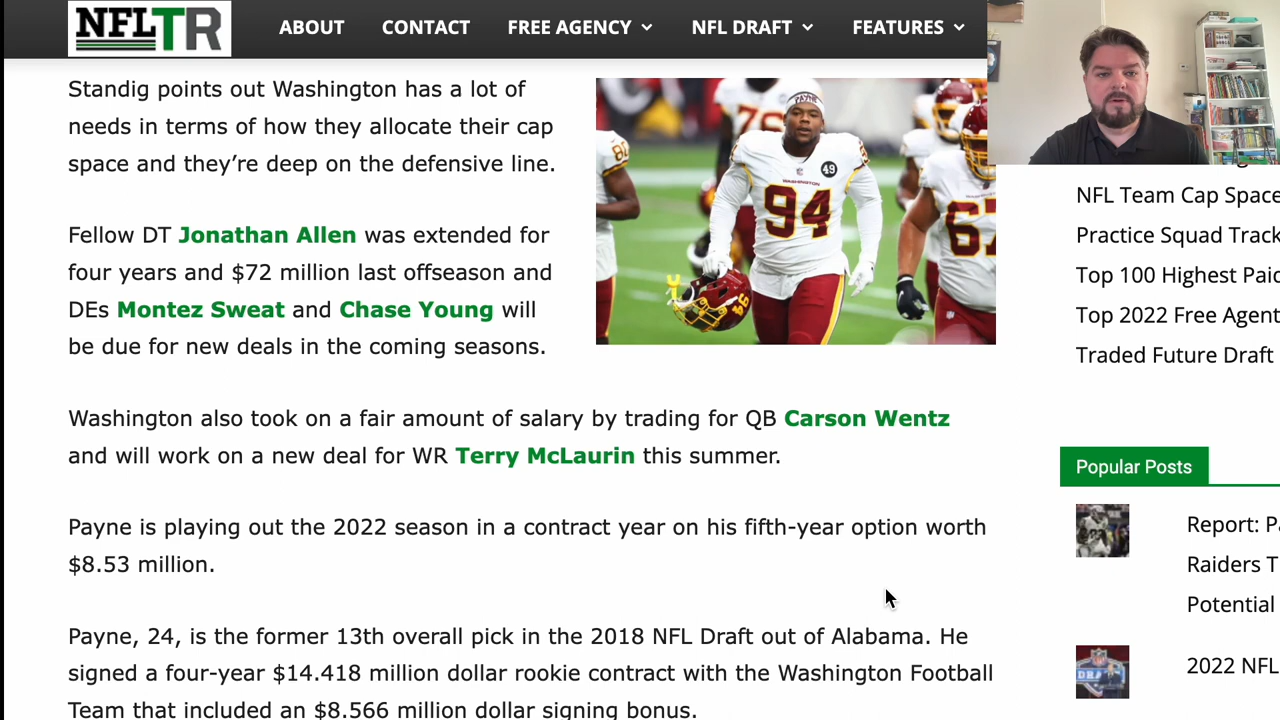 NFLTR
ABOUT
CONTACT
FREE AGENCY
NFL DRAFT
FEATURES
Standig points out Washington has a lot of
needs in terms of how they allocate their cap
space and they’re deep on the defensive line.
Fellow DT Jonathan Allen was extended for
four years and $72 million last offseason and
DEs Montez Sweat and Chase Young will
be due for new deals in the coming seasons.
PAYNE
76
80
49
WASHINGTON
94
67
94
Washington also took on a fair amount of salary by trading for QB Carson Wentz
and will work on a new deal for WR Terry McLaurin this summer.
Payne is playing out the 2022 season in a contract year on his fifth-year option worth
$8.53 million.
Payne, 24, is the former 13th overall pick in the 2018 NFL Draft out of Alabama. He
signed a four-year $14.418 million dollar rookie contract with the Washington Football
Team that included an $8.566 million dollar signing bonus.
NFL Team Cap Space
Practice Squad Track
Top 100 Highest Paid
Top 2022 Free Agent
Traded Future Draft
Popular Posts
Report: Pa
Raiders T
Potential
2022 NFL